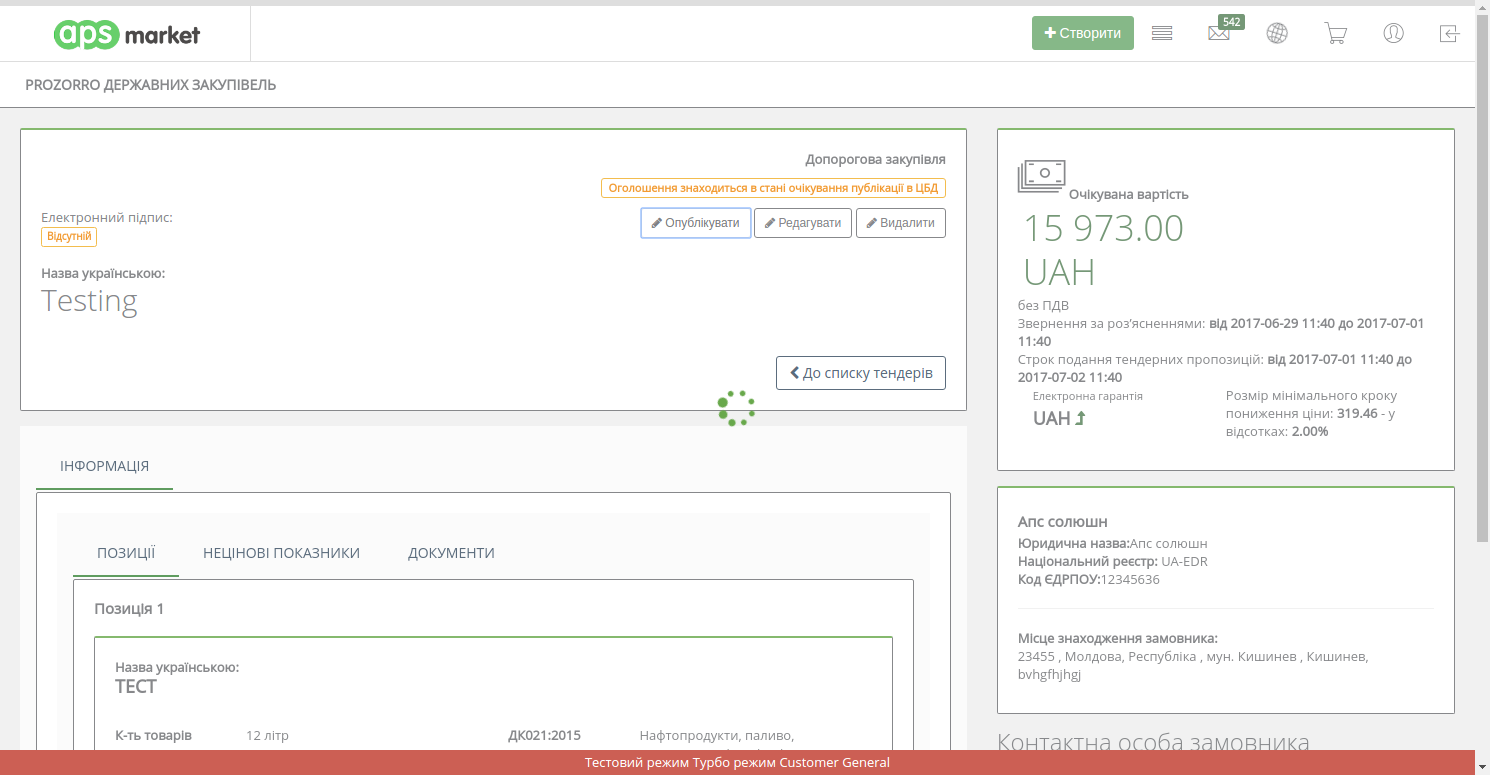 aps market
Створити
542
PROZORRO ДЕРЖАВНИХ ЗАКУПІВЕЛЬ
Допорогова закупівля
Оголошення знаходиться в стані очікування публікації в ЦБД
Електронний підпис:
Відсутній
Опублікувати
Редагувати
Видалити
Назва українською:
Testing
До списку тендерів
ІНФОРМАЦІЯ
ПОЗИЦІЇ
НЕЦІНОВІ ПОКАЗНИКИ
ДОКУМЕНТИ
Позиція 1
Назва українською:
ТЕСТ
К-ть товарів
12 літр
ДК021:2015
Нафтопродукти, паливо,
Очікувана вартість
15 973.00
UAH
без ПДВ
Звернення за роз’ясненнями: від 2017-06-29 11:40 до 2017-07-01
11:40
Строк подання тендерних пропозицій: від 2017-07-01 11:40 до
2017-07-02 11:40
Електронна гарантія
UAH
Розмір мінімального кроку
пониження ціни: 319.46 - у
відсотках: 2.00%
Апс солюшн
Юридична назва:Апс солюшн
Національний реєстр: UA-EDR
Код ЄДРПОУ:12345636
Місце знаходження замовника:
23455 , Молдова, Республіка , мун. Кишинев , Кишинев,
bvhgfhjhgj
Контактна особа замовника
Тестовий режим Турбо режим Customer General